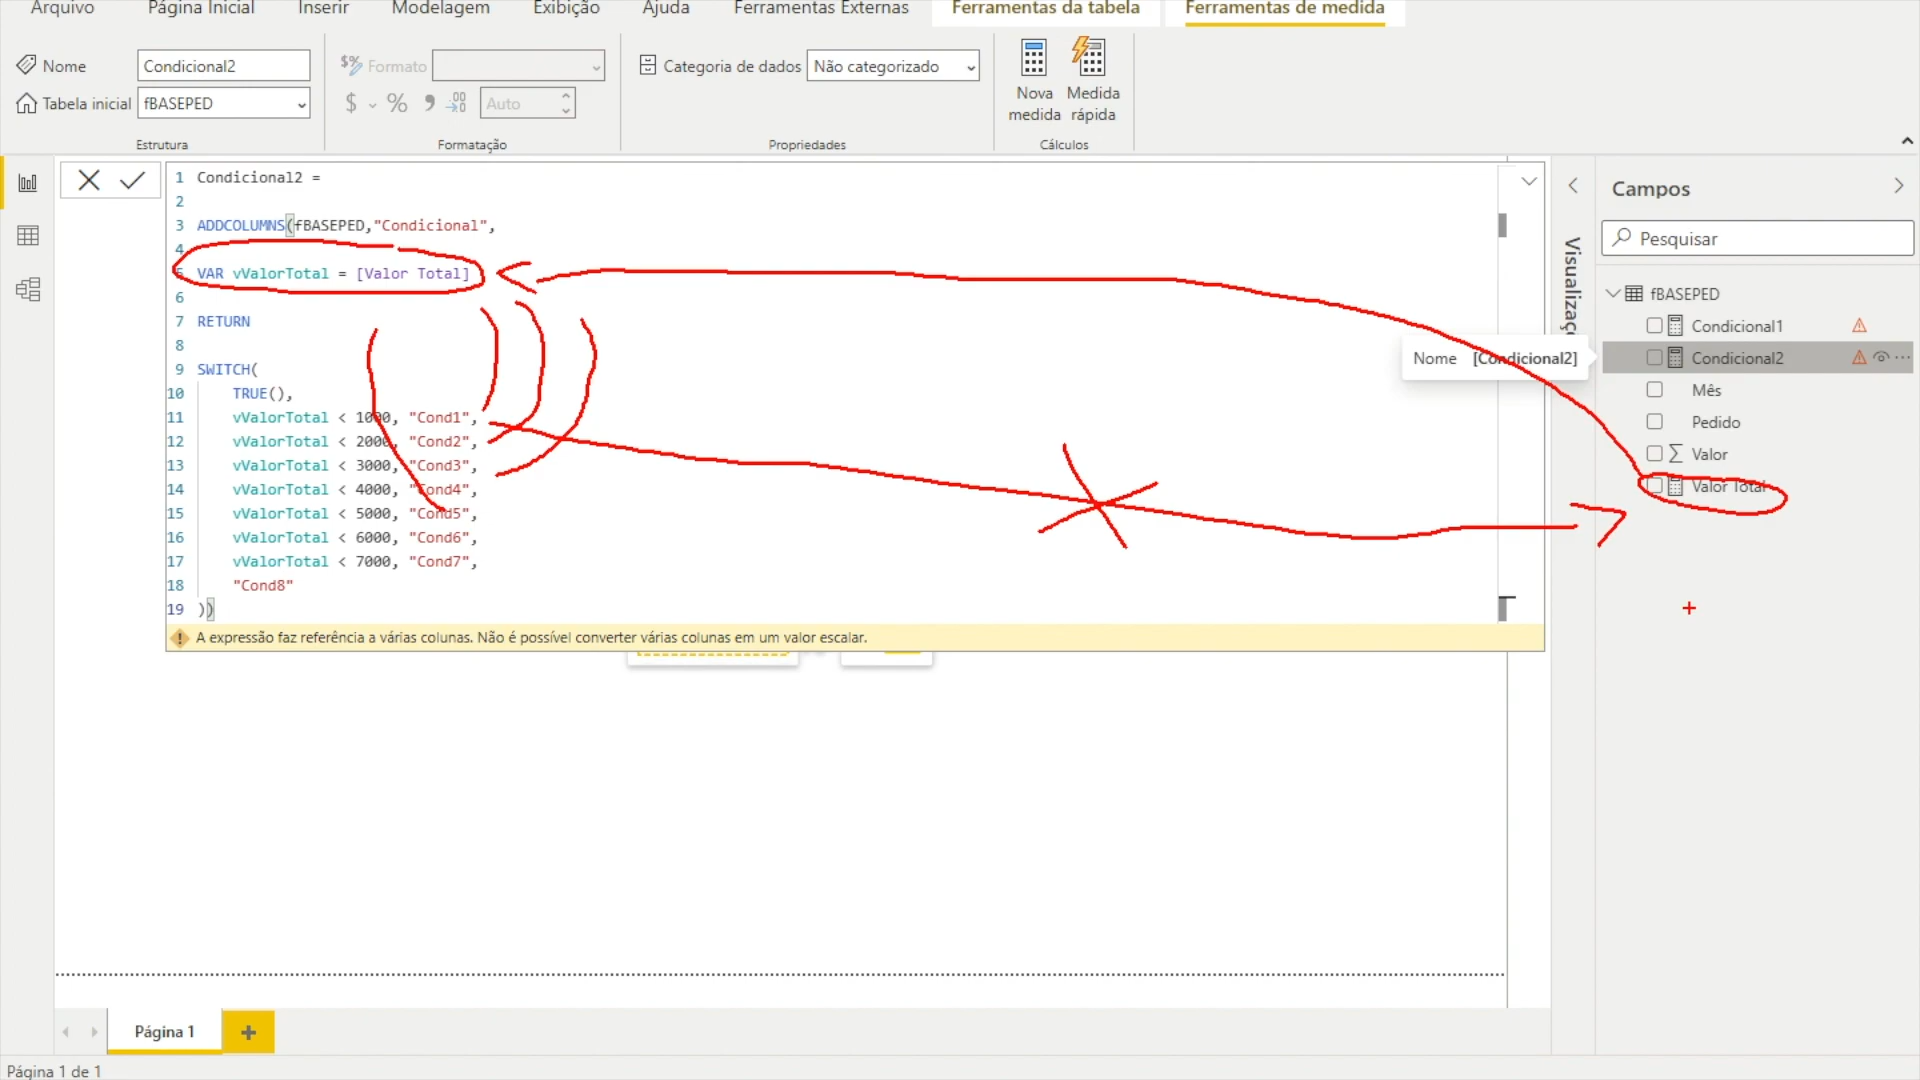 Arquivo Página Inicial Inserir Modelagem Exibição Ajuda Ferramentas Externas Ferramentas da tabela Ferramentas de medida
Nome Condicional2
Tabela inicial fBASEPED
Estrutura
$% Formato
$ % 9 .00 →.0 Auto
Formatação
Categoria de dados Não categorizado
Propriedades
Nova medida
Medida rápida
Cálculos
1 Condicional2 =
2
3 ADDCOLUMNS(fBASEPED,"Condicional",
4
5 VAR vValorTotal = [Valor Total]
6
7 RETURN
8
9 SWITCH(
10 TRUE(),
11 vValorTotal < 1000, "Cond1",
12 vValorTotal < 2000, "Cond2",
13 vValorTotal < 3000, "Cond3",
14 vValorTotal < 4000, "Cond4",
15 vValorTotal < 5000, "Cond5",
16 vValorTotal < 6000, "Cond6",
17 vValorTotal < 7000, "Cond7",
18 "Cond8"
19 ))
A expressão faz referência a várias colunas. Não é possível converter várias colunas em um valor escalar.
Visualizaç
Nome [Condicional2]
Campos
Pesquisar
fBASEPED
Condicional1
Condicional2
Mês
Pedido
Σ Valor
Valor Total
Página 1
+
Página 1 de 1